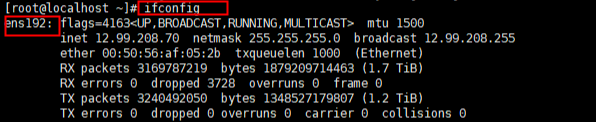 [root@localhost ~]# ifconfig
ens192: flags=4163<UP,BROADCAST,RUNNING,MULTICAST>  mtu 1500
        inet 12.99.208.70  netmask 255.255.255.0  broadcast 12.99.208.255
        ether 00:50:56:af:05:2b  txqueuelen 1000  (Ethernet)
        RX packets 3169787219  bytes 1879209714463 (1.7 TiB)
        RX errors 0  dropped 3728  overruns 0  frame 0
        TX packets 3240492050  bytes 1348527179807 (1.2 TiB)
        TX errors 0  dropped 0 overruns 0  carrier 0  collisions 0